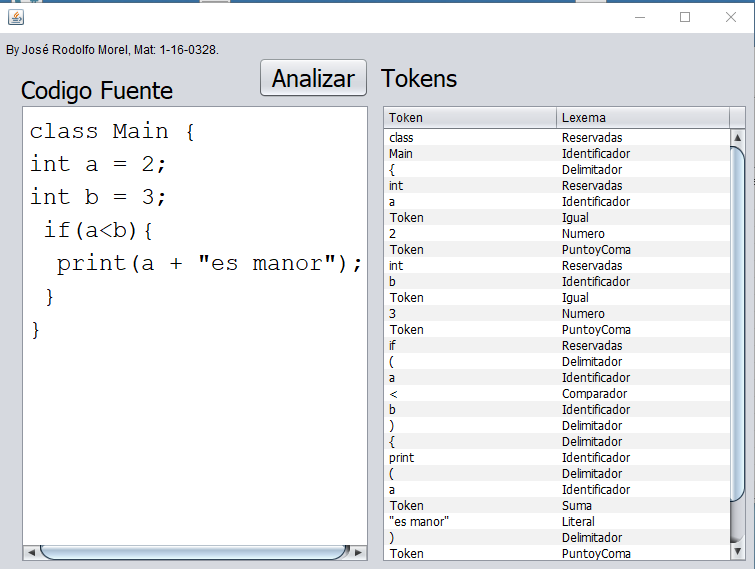 By José Rodolfo Morel, Mat: 1-16-0328.
Codigo Fuente
Analizar
Tokens
class Main {
int a = 2;
int b = 3;
if(a<b){
print(a + "es manor");
}
}
Token Lexema
class Reservadas
Main Identificador
{ Delimitador
int Reservadas
a Identificador
Token Igual
2 Numero
Token PuntoyComa
int Reservadas
b Identificador
Token Igual
3 Numero
Token PuntoyComa
if Reservadas
( Delimitador
a Identificador
< Comparador
b Identificador
) Delimitador
{ Delimitador
print Identificador
( Delimitador
a Identificador
Token Suma
"es manor" Literal
) Delimitador
Token PuntoyComa